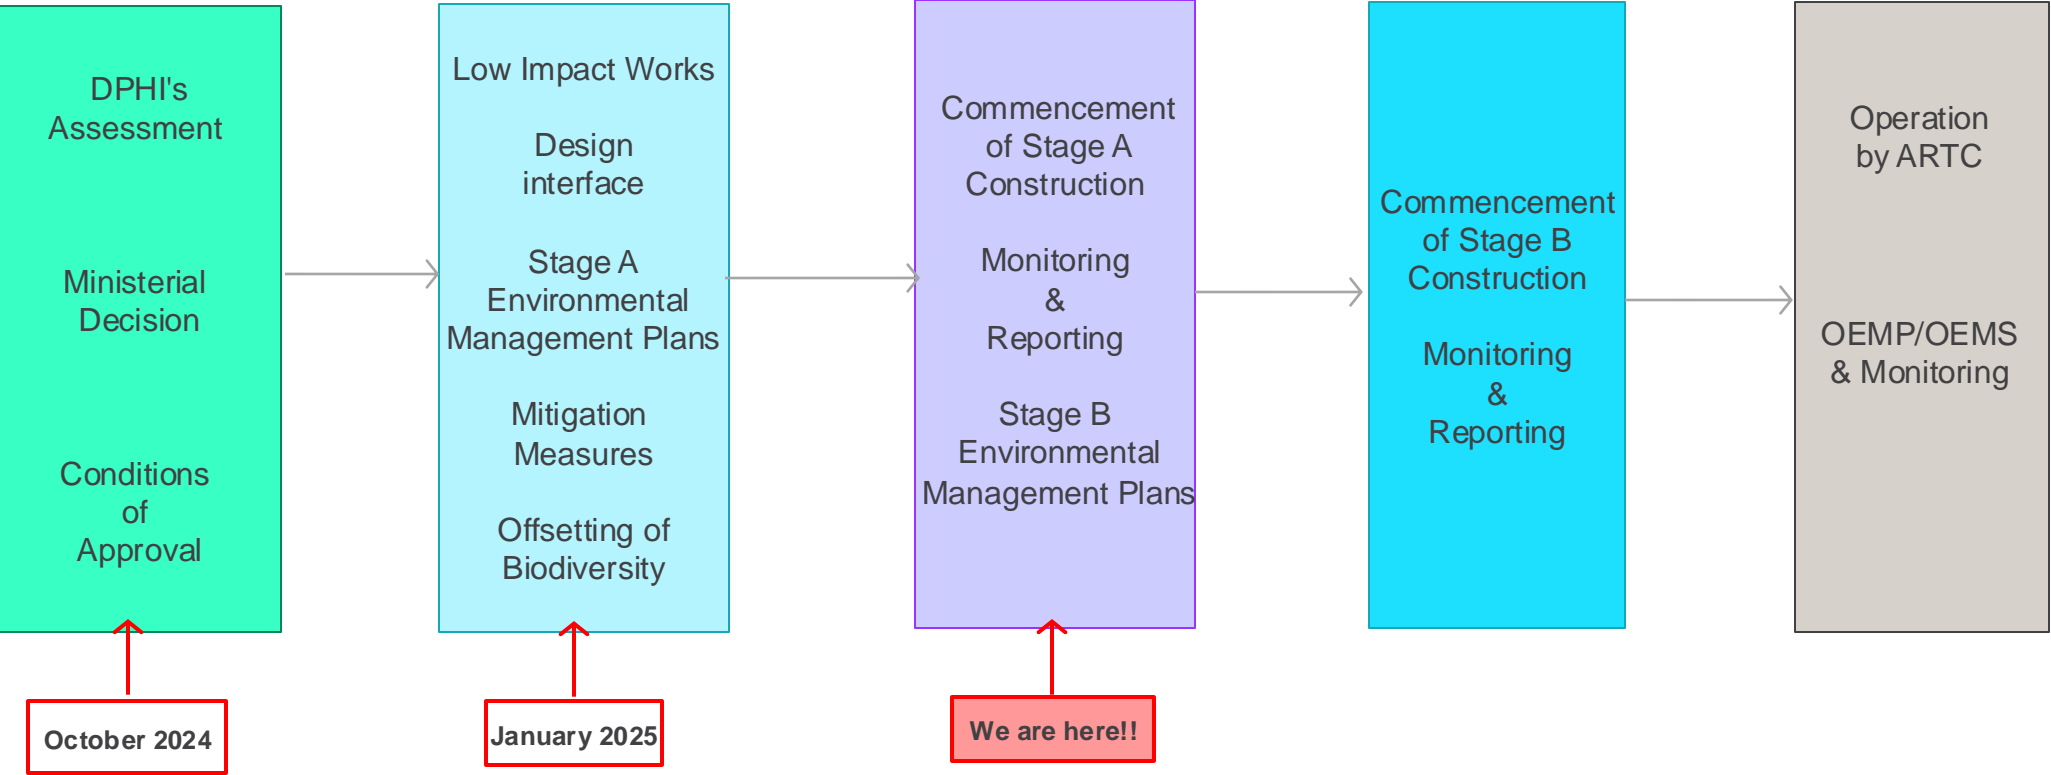 DPHI's
Assessment
Ministerial
Decision
Conditions
of
Approval
October 2024
Low Impact Works
Design
interface
Stage A
Environmental
Management Plans
Mitigation
Measures
Offsetting of
Biodiversity
January 2025
Commencement
of Stage A
Construction
Monitoring
&
Reporting
Stage B
Environmental
Management Plans
We are here!!
Commencement
of Stage B
Construction
Monitoring
&
Reporting
Operation
by ARTC
OEMP/OEMS
& Monitoring